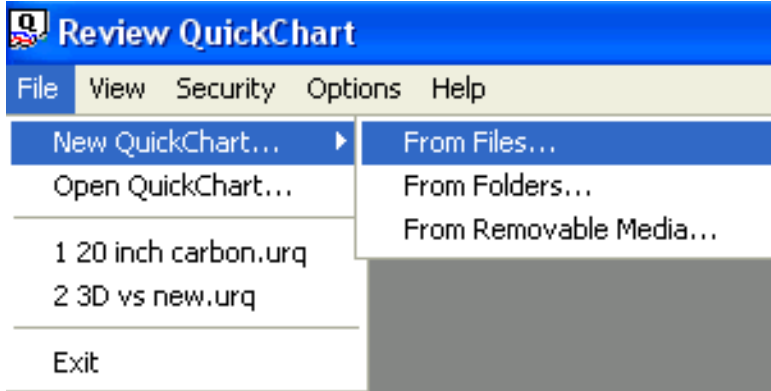 Review QuickChart
File View Security Options Help
New QuickChart...
Open QuickChart...
1 20 inch carbon.urq
2 3D vs new.urq
Exit
From Files...
From Folders...
From Removable Media...